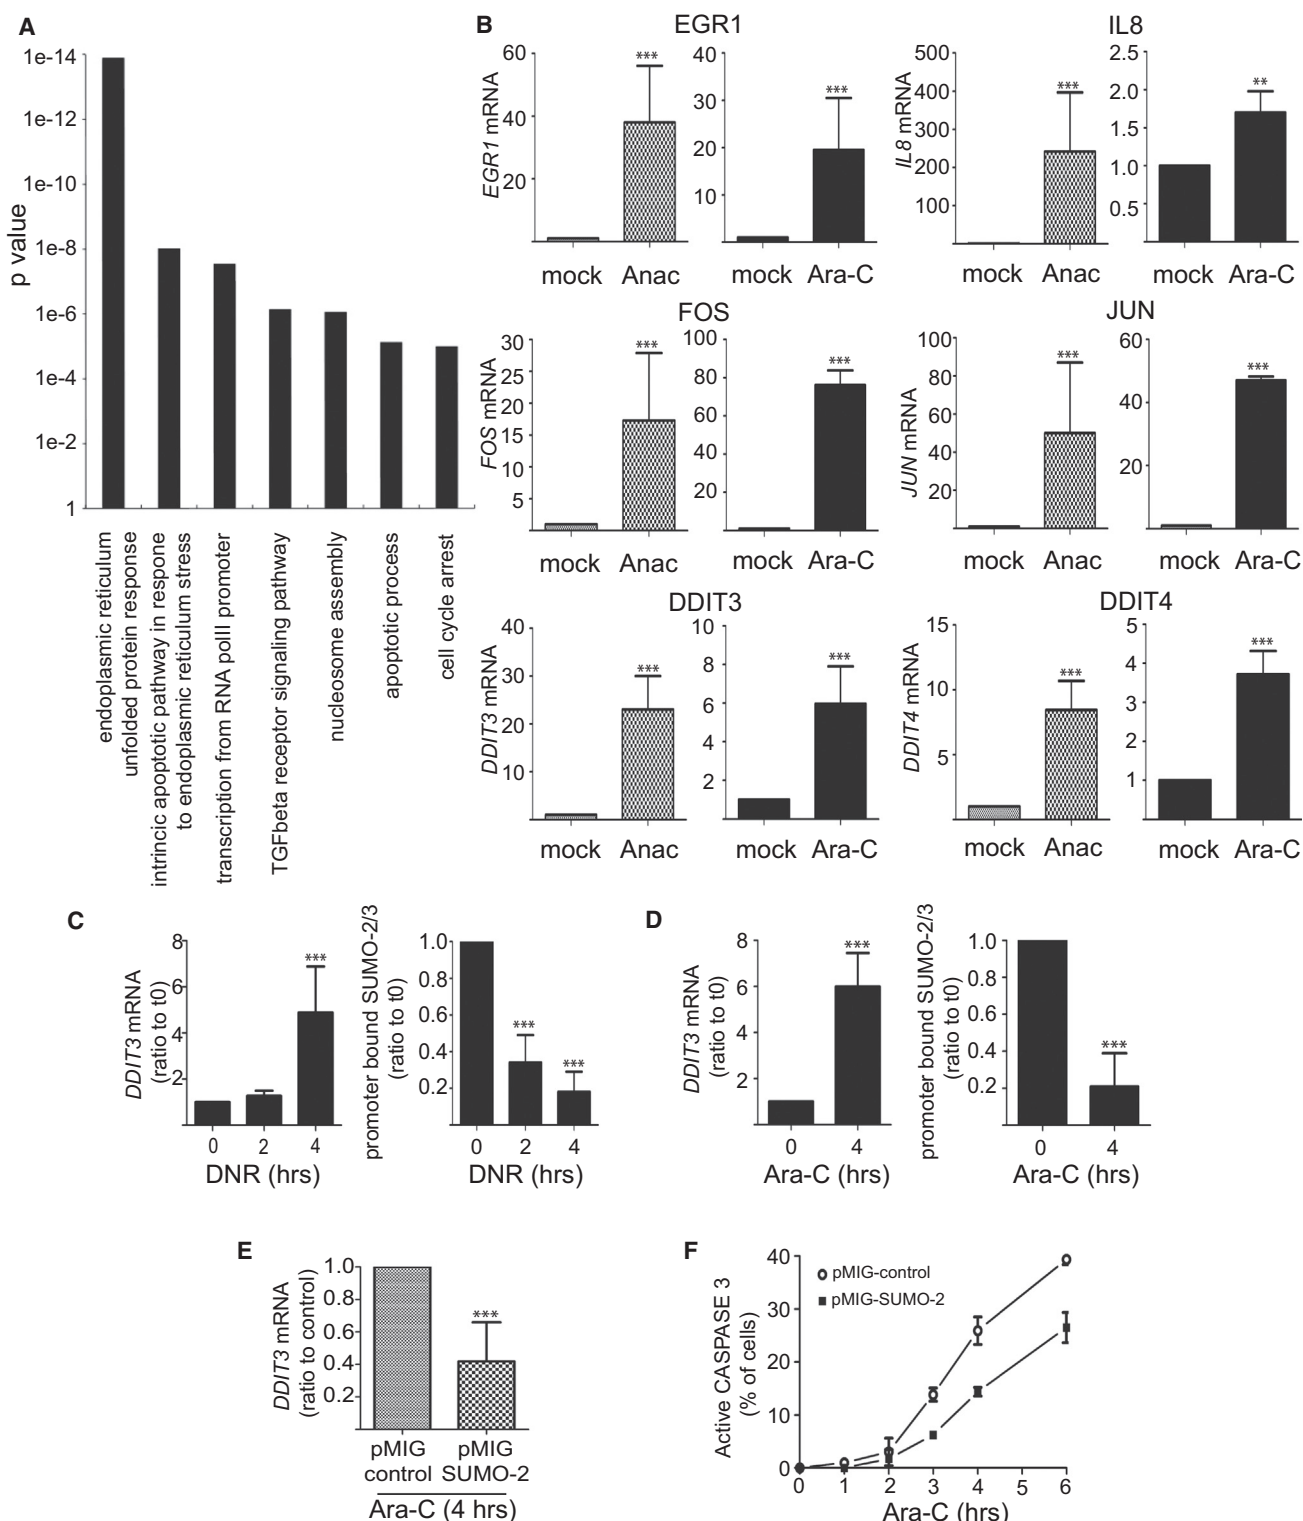 A
p value
1e-14
1e-12
1e-10
1e-8
1e-6
1e-4
1e-2
1
endoplasmic reticulum
unfolded protein response
intrincic apoptotic pathway in respone
to endoplasmic reticulum stress
transcription from RNA polII promoter
TGFbeta receptor signaling pathway
nucleosome assembly
apoptotic process
cell cycle arrest
B
EGR1
EGR1 mRNA
60
40
20
mock Anac
***
40
30
20
10
mock Ara-C
***
IL8
IL8 mRNA
500
400
300
200
100
mock Anac
***
2.5
2.0
1.5
1.0
0.5
mock Ara-C
**
FOS
FOS mRNA
30
25
20
15
10
5
mock Anac
***
100
80
60
40
20
mock Ara-C
***
JUN
JUN mRNA
100
80
60
40
20
mock Anac
***
60
40
20
mock Ara-C
***
DDIT3
DDIT3 mRNA
40
30
20
10
mock Anac
***
10
8
6
4
2
mock Ara-C
***
DDIT4
DDIT4 mRNA
15
10
5
mock Anac
***
5
4
3
2
1
mock Ara-C
***
C
DDIT3 mRNA
(ratio to t0)
8
6
4
2
***
0 2 4
DNR (hrs)
promoter bound SUMO-2/3
(ratio to t0)
1.0
0.8
0.6
0.4
0.2
***
***
0 2 4
DNR (hrs)
D
DDIT3 mRNA
(ratio to t0)
8
6
4
2
***
0 4
Ara-C (hrs)
promoter bound SUMO-2/3
(ratio to t0)
1.0
0.8
0.6
0.4
0.2
***
0 4
Ara-C (hrs)
E
DDIT3 mRNA
(ratio to control)
1.0
0.8
0.6
0.4
0.2
***
pMIG pMIG
control SUMO-2
Ara-C (4 hrs)
F
Active CASPASE 3
(% of cells)
40
30
20
10
0
pMIG-control
pMIG-SUMO-2
0 1 2 3 4 5 6
Ara-C (hrs)